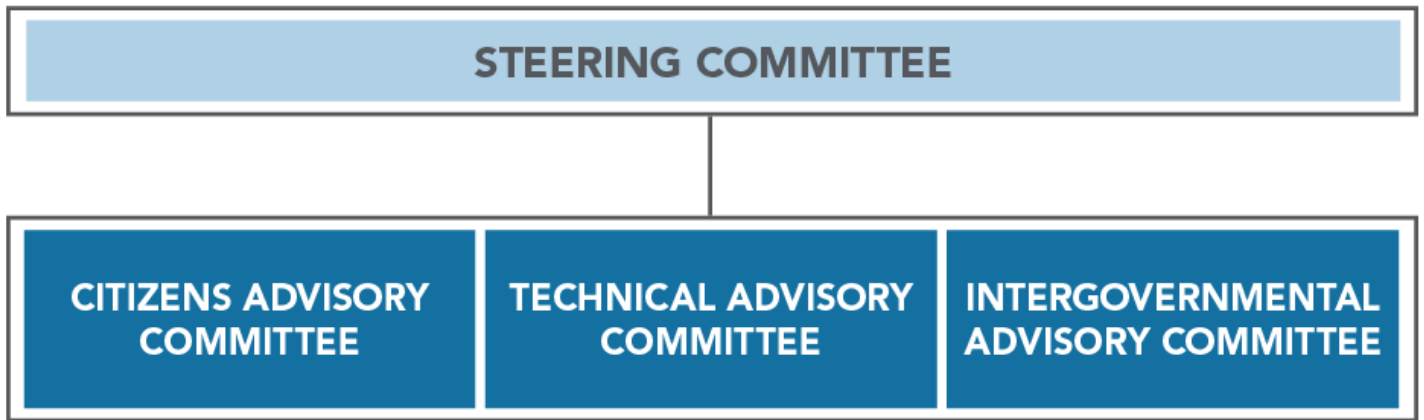 STEERING COMMITTEE
CITIZENS ADVISORY
COMMITTEE
TECHNICAL ADVISORY
COMMITTEE
INTERGOVERNMENTAL
ADVISORY COMMITTEE